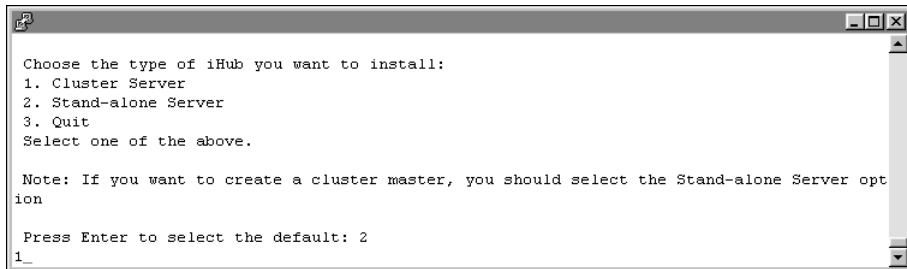 Choose the type of iHub you want to install:
1. Cluster Server
2. Stand-alone Server
3. Quit
Select one of the above.
Note: If you want to create a cluster master, you should select the Stand-alone Server opt
ion
Press Enter to select the default: 2
1_